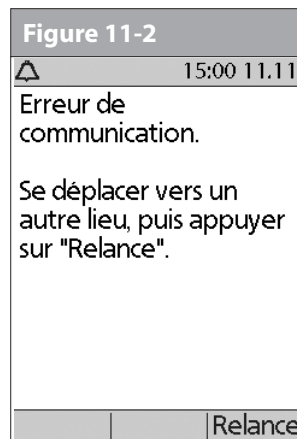 Figure 11-2
15:00 11.11
Erreur de
communication.
Se déplacer vers un
autre lieu, puis appuyer
sur "Relance".
Relance